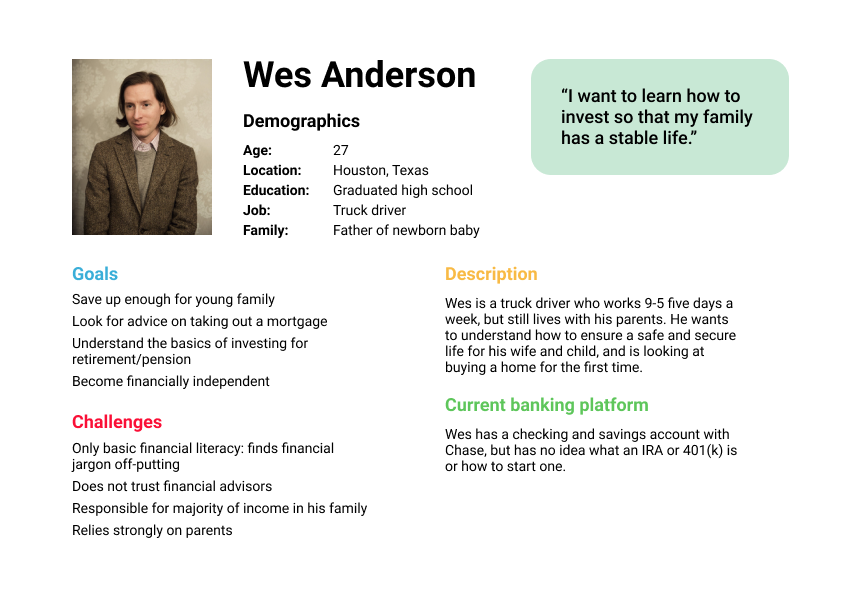 Wes Anderson
Demographics
Age: 27
Location: Houston, Texas
Education: Graduated high school
Job: Truck driver
Family: Father of newborn baby
“I want to learn how to
invest so that my family
has a stable life.”
Goals
Save up enough for young family
Look for advice on taking out a mortgage
Understand the basics of investing for
retirement/pension
Become financially independent
Challenges
Only basic financial literacy: finds financial
jargon off-putting
Does not trust financial advisors
Responsible for majority of income in his family
Relies strongly on parents
Description
Wes is a truck driver who works 9-5 five days a
week, but still lives with his parents. He wants
to understand how to ensure a safe and secure
life for his wife and child, and is looking at
buying a home for the first time.
Current banking platform
Wes has a checking and savings account with
Chase, but has no idea what an IRA or 401(k) is
or how to start one.